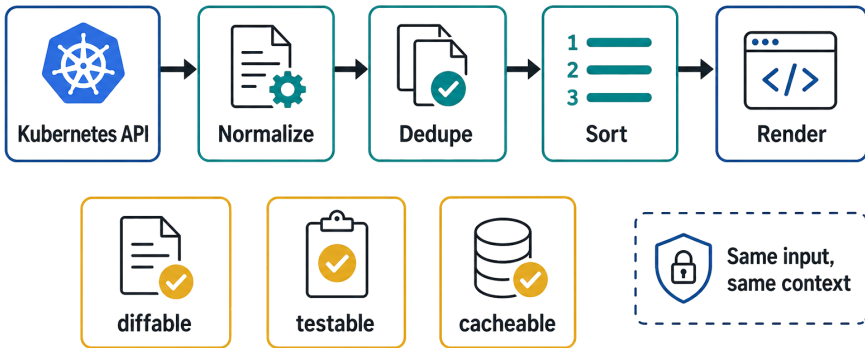 Kubernetes API
Normalize
Dedupe
1
2
3
Sort
</>
Render
diffable
testable
cacheable
Same input,
same context